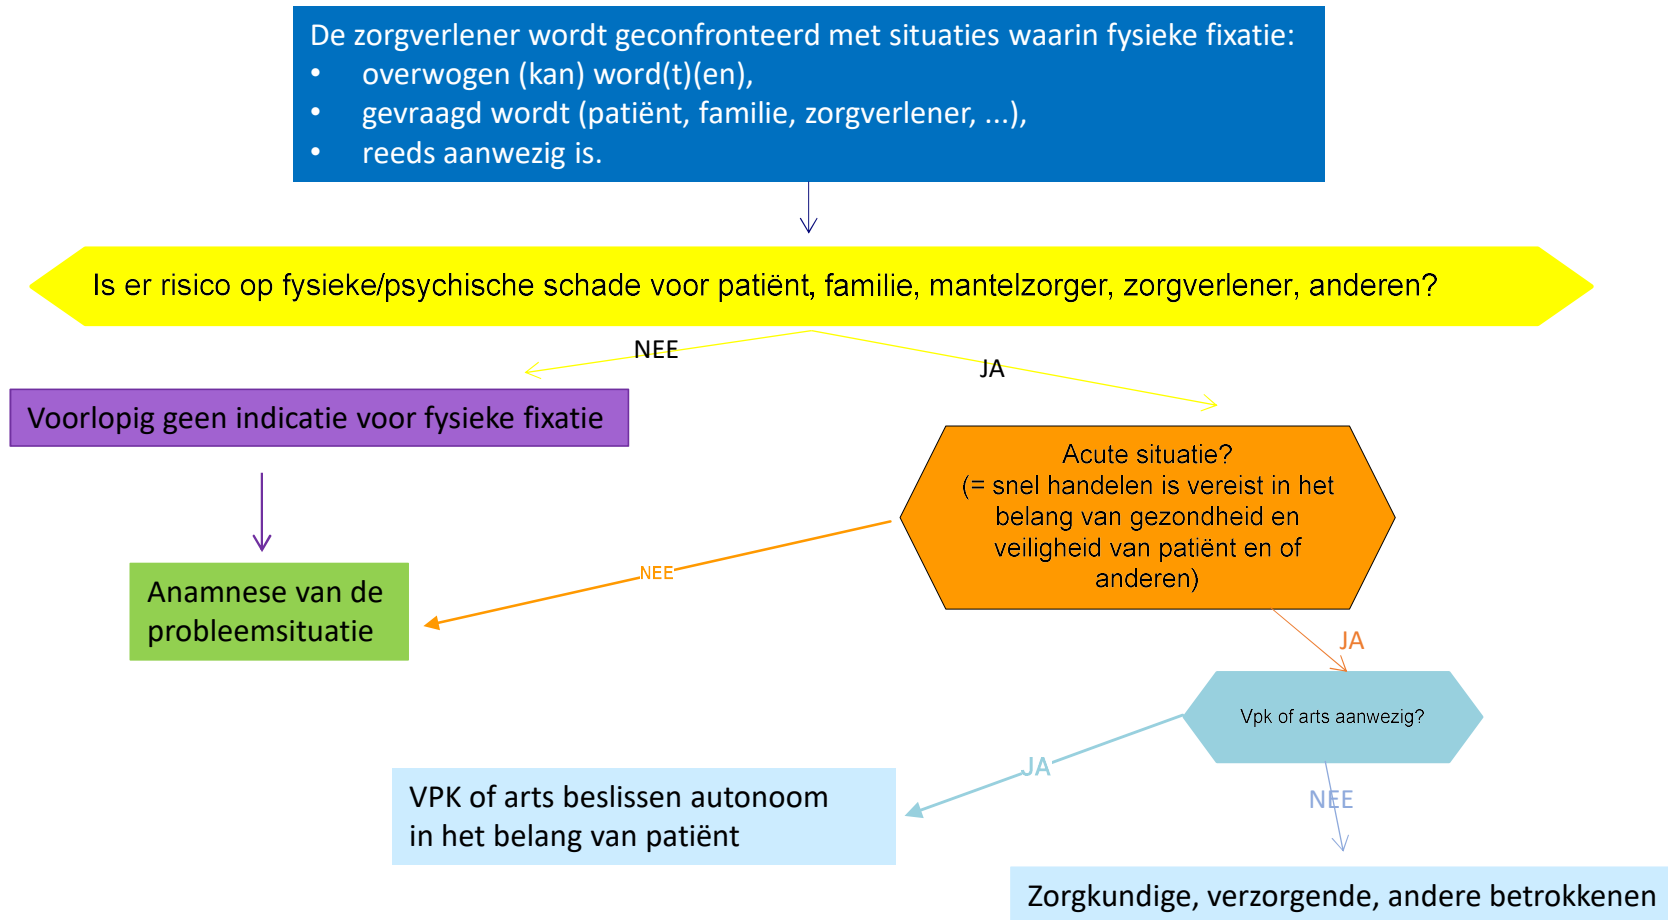 De zorgverlener wordt geconfronteerd met situaties waarin fysieke fixatie:
• overwogen (kan) word(t)(en),
• gevraagd wordt (patiënt, familie, zorgverlener, ...),
• reeds aanwezig is.
Is er risico op fysieke/psychische schade voor patiënt, familie, mantelzorger, zorgverlener, anderen?
NEE
JA
Voorlopig geen indicatie voor fysieke fixatie
Acute situatie?
(= snel handelen is vereist in het
belang van gezondheid en
veiligheid van patiënt en of
anderen)
NEE
Anamnese van de
probleemsituatie
JA
Vpk of arts aanwezig?
JA
NEE
VPK of arts beslissen autonoom
in het belang van patiënt
Zorgkundige, verzorgende, andere betrokkenen